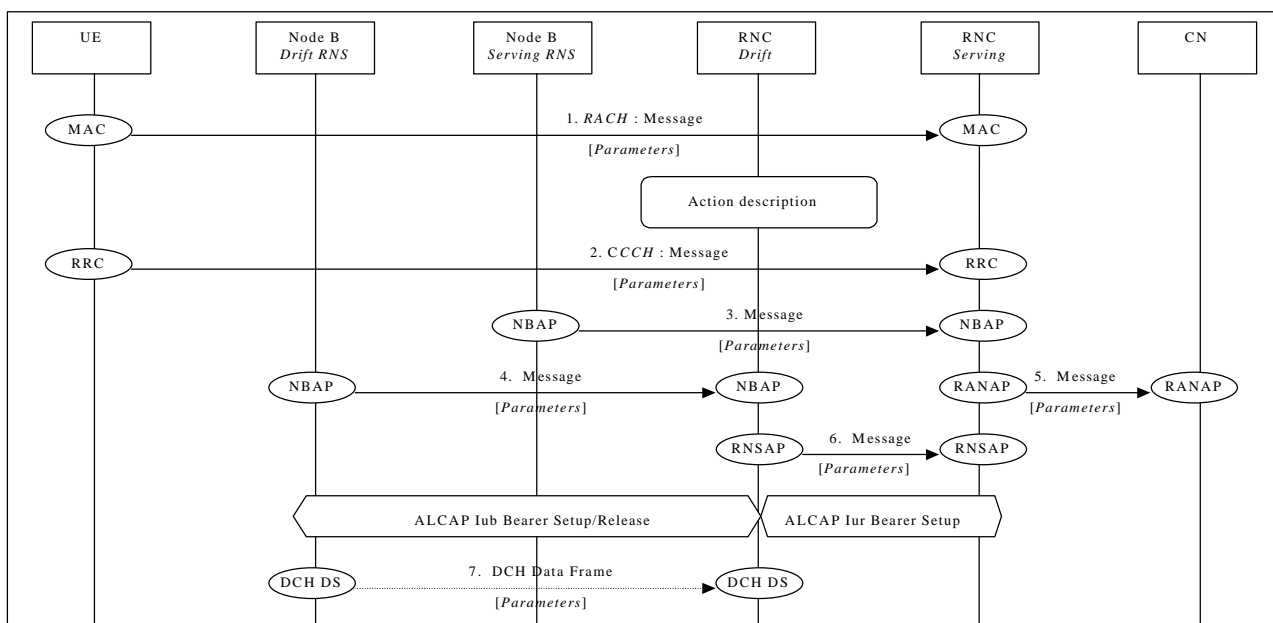 UE
Node B
Drift RNS
Node B
Serving RNS
RNC
Drift
RNC
Serving
CN
MAC
1. RACH : Message
MAC
[Parameters]
Action description
RRC
2. CCCH : Message
RRC
[Parameters]
NBAP
3. Message
NBAP
[Parameters]
NBAP
4. Message
NBAP
RANAP
5. Message
RANAP
[Parameters]
[Parameters]
RNSAP
6. Message
RNSAP
[Parameters]
ALCAP Iub Bearer Setup/Release
ALCAP Iur Bearer Setup
DCH DS
7. DCH Data Frame
DCH DS
[Parameters]